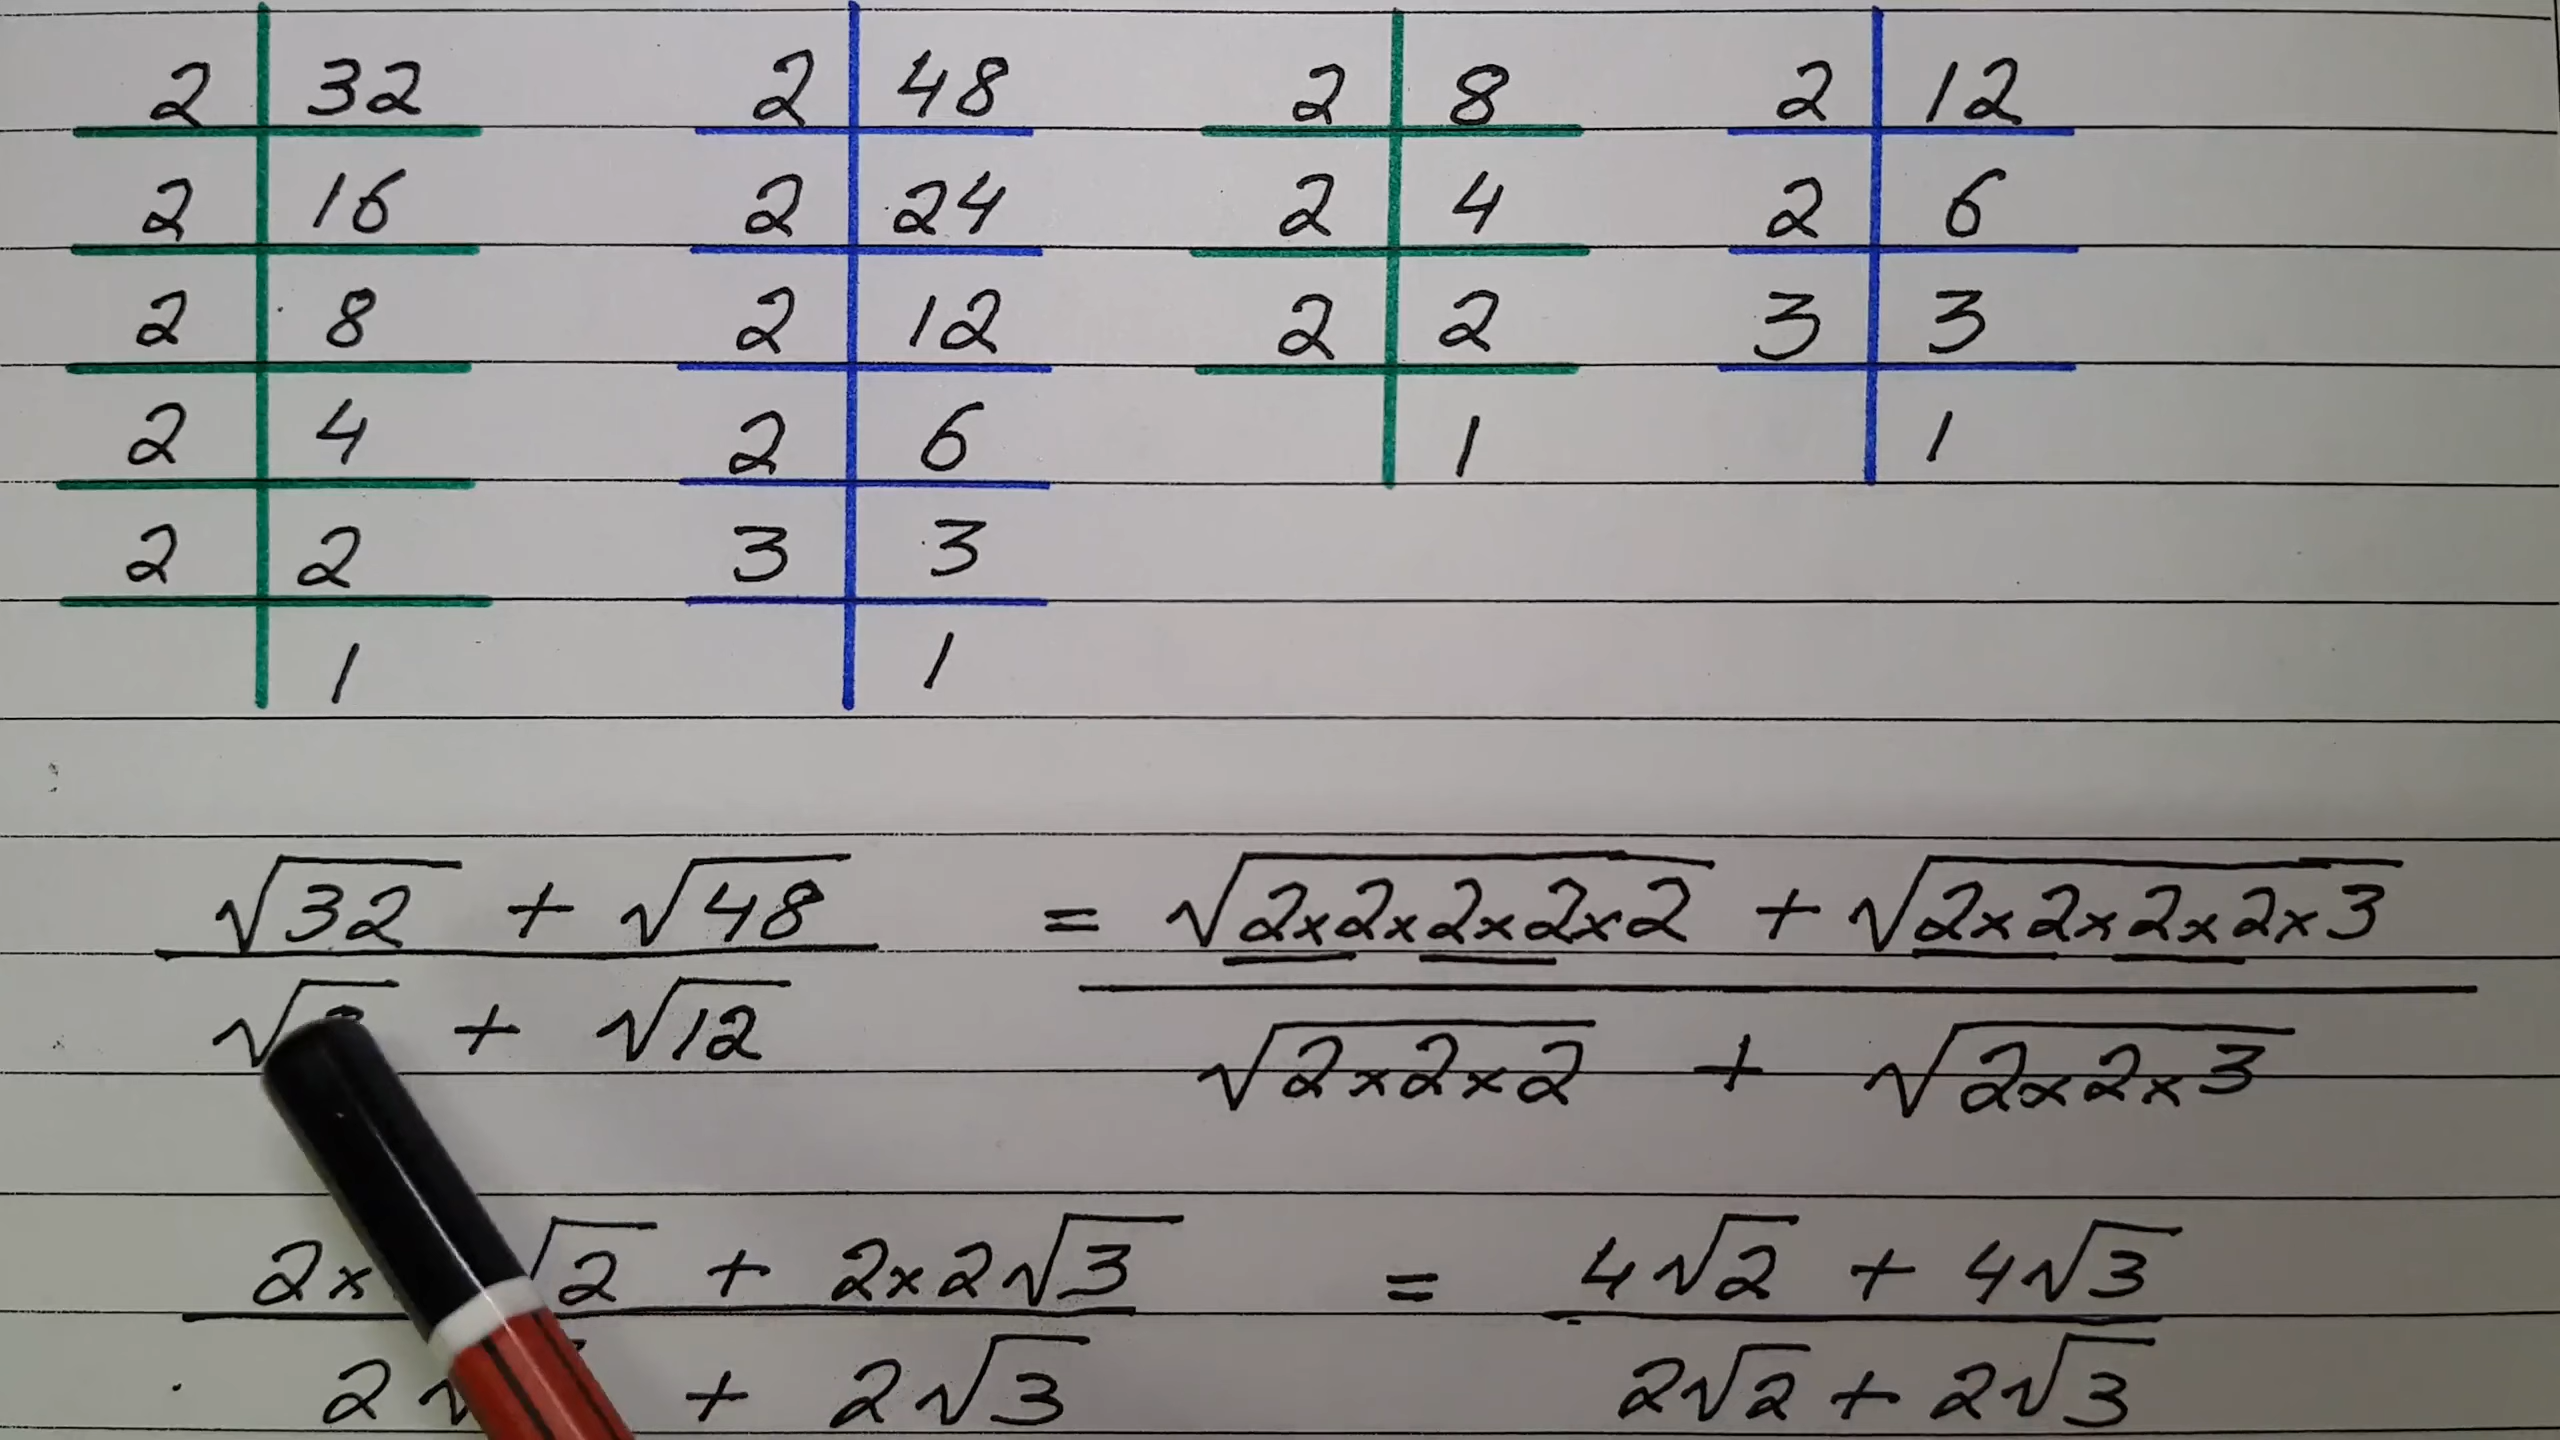 2 | 32    2 | 48    2 | 8    2 | 12
2 | 16    2 | 24    2 | 4    2 | 6
2 | 8    2 | 12    2 | 2    3 | 3
2 | 4    2 | 6    | 1    | 1
2 | 2    3 | 3
| 1    | 1
√32 + √48 = √2×2×2×2×2 + √2×2×2×2×3
√ + √12    √2×2×2 + √2×2×3
2× √2 + 2×2√3 = 4√2 + 4√3
2√ + 2√3    2√2 + 2√3